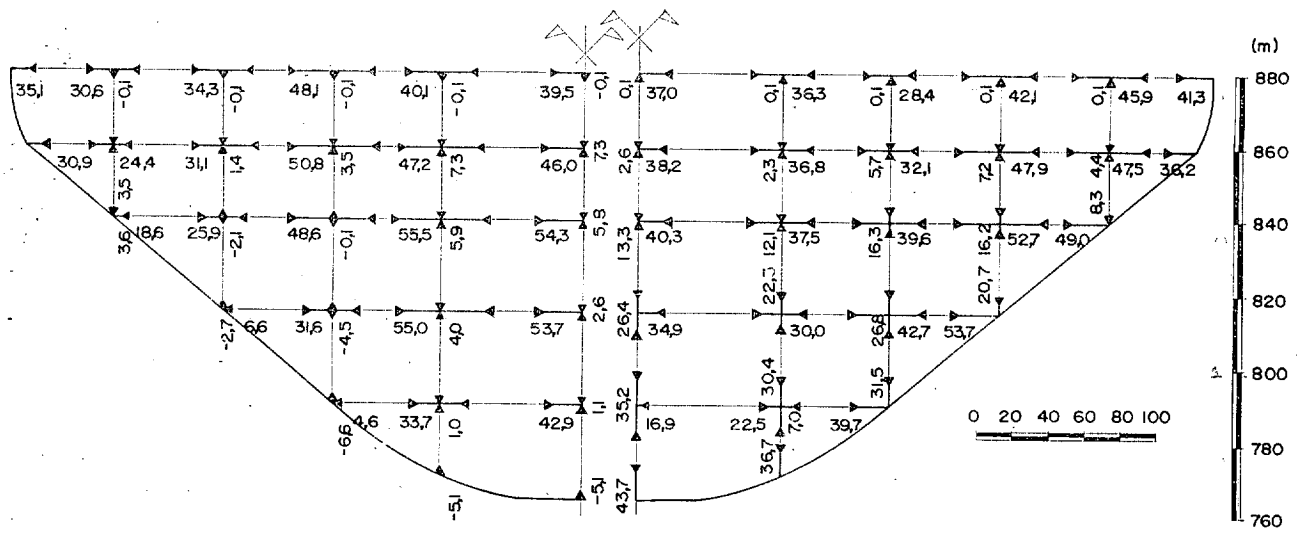 (m)
880
35,1 30,6 -0,1 34,3 -0,1 48,1 -0,1 40,1 -0,1 39,5 -0,1 0,1 37,0 0,1 36,3 0,1 28,4 0,1 42,1 0,1 45,9 41,3
860
30,9 24,4 31,1 1,4 50,8 3,5 47,2 7,3 46,0 7,3 2,6 38,2 2,3 36,8 5,7 32,1 7,2 47,9 4,4 47,5 36,2
3,5 8,3
840
3,6 18,6 25,9 -2,1 48,6 -0,1 55,5 5,9 54,3 5,8 13,3 40,3 12,1 37,5 16,3 39,6 16,2 52,7 49,0
22,3 20,7
820
-2,7 6,6 31,6 -4,5 55,0 4,0 53,7 2,6 26,4 34,9 30,0 26,8 42,7 53,7
800
30,4 31,5
-6,6 4,6 33,7 1,0 42,9 1,1 35,2 16,9 22,5 7,0 39,7
0 20 40 60 80 100
780
-5,1 -5,1 43,7 36,7
760